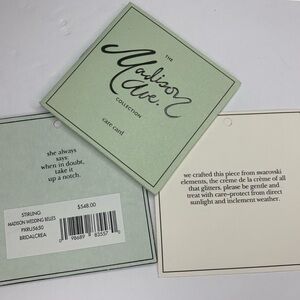 THE
Madison
Ave.
COLLECTION
care card
she always
says:
when in doubt,
take it
up a notch.
STIRLING
MADISON WEDDING BELLES
PXRU5650
BRIDALCREA
$548.00
we crafted this piece from swarovski
elements, the crème de la crème of all
that glitters. please be gentle and
treat with care–protect from direct
sunlight and inclement weather.